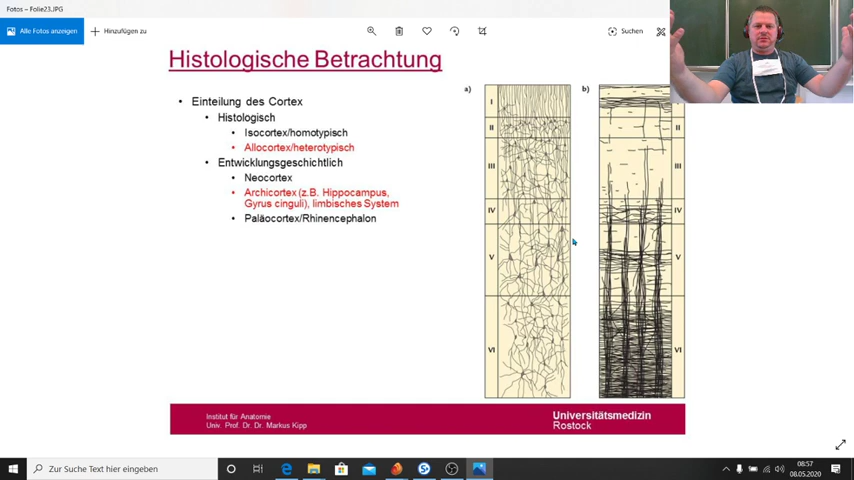 Fotos – Folie23.JPG
Alle Fotos anzeigen
Hinzufügen zu
Suchen
Histologische Betrachtung
Einteilung des Cortex
Histologisch
Isocortex/homotypisch
Allocortex/heterotypisch
Entwicklungsgeschichtlich
Neocortex
Archicortex (z.B. Hippocampus,
Gyrus cinguli), limbisches System
Paläocortex/Rhinencephalon
a)
I
II
III
IV
V
VI
b)
II
III
IV
V
VI
Institut für Anatomie
Univ. Prof. Dr. Dr. Markus Kipp
Universitätsmedizin
Rostock
Zur Suche Text hier eingeben
08:57
08.05.2020